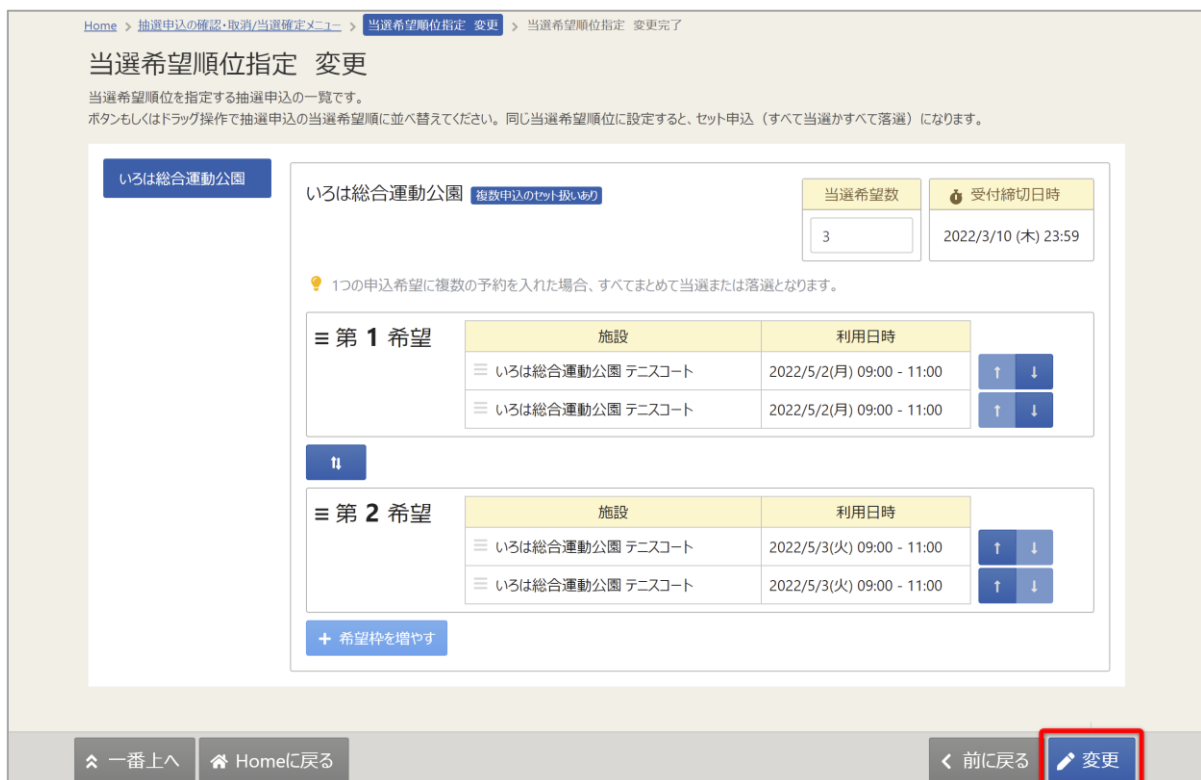 Home > 抽選申込の確認・取消/当選確定メニュー > 当選希望順位指定 変更 > 当選希望順位指定 変更完了
当選希望順位指定 変更
当選希望順位を指定する抽選申込の一覧です。
ボタンもしくはドラッグ操作で抽選申込の当選希望順に並べ替えてください。同じ当選希望順位に設定すると、セット申込（すべて当選かすべて落選）になります。
いろは総合運動公園
いろは総合運動公園 複数申込のセット扱いあり
当選希望数
3
受付締切日時
2022/3/10 (木) 23:59
1つの申込希望に複数の予約を入れた場合、すべてまとめて当選または落選となります。
第 1 希望
施設 利用日時
いろは総合運動公園 テニスコート 2022/5/2(月) 09:00 - 11:00 ↑ ↓
いろは総合運動公園 テニスコート 2022/5/2(月) 09:00 - 11:00 ↑ ↓
第 2 希望
施設 利用日時
いろは総合運動公園 テニスコート 2022/5/3(火) 09:00 - 11:00 ↑ ↓
いろは総合運動公園 テニスコート 2022/5/3(火) 09:00 - 11:00 ↑ ↓
+ 希望枠を増やす
一番上へ Homeに戻る 前に戻る 変更